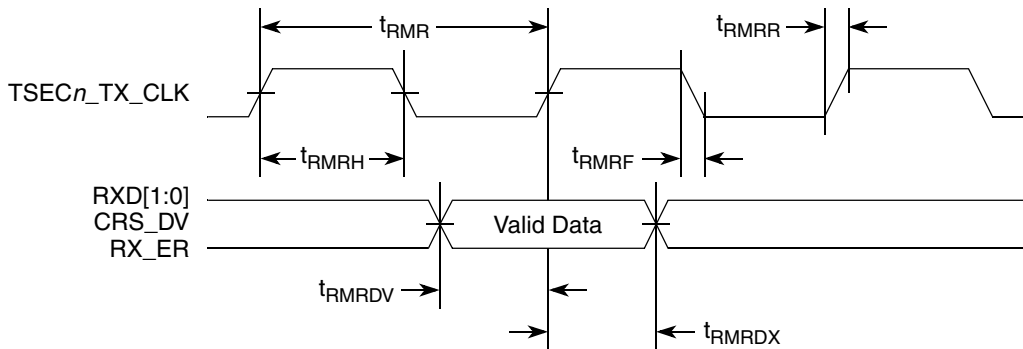 tRMR
tRMRR
TSECn_TX_CLK
tRMRH
tRMRF
RXD[1:0]
CRS_DV
Valid Data
RX_ER
tRMRDV
tRMRDX